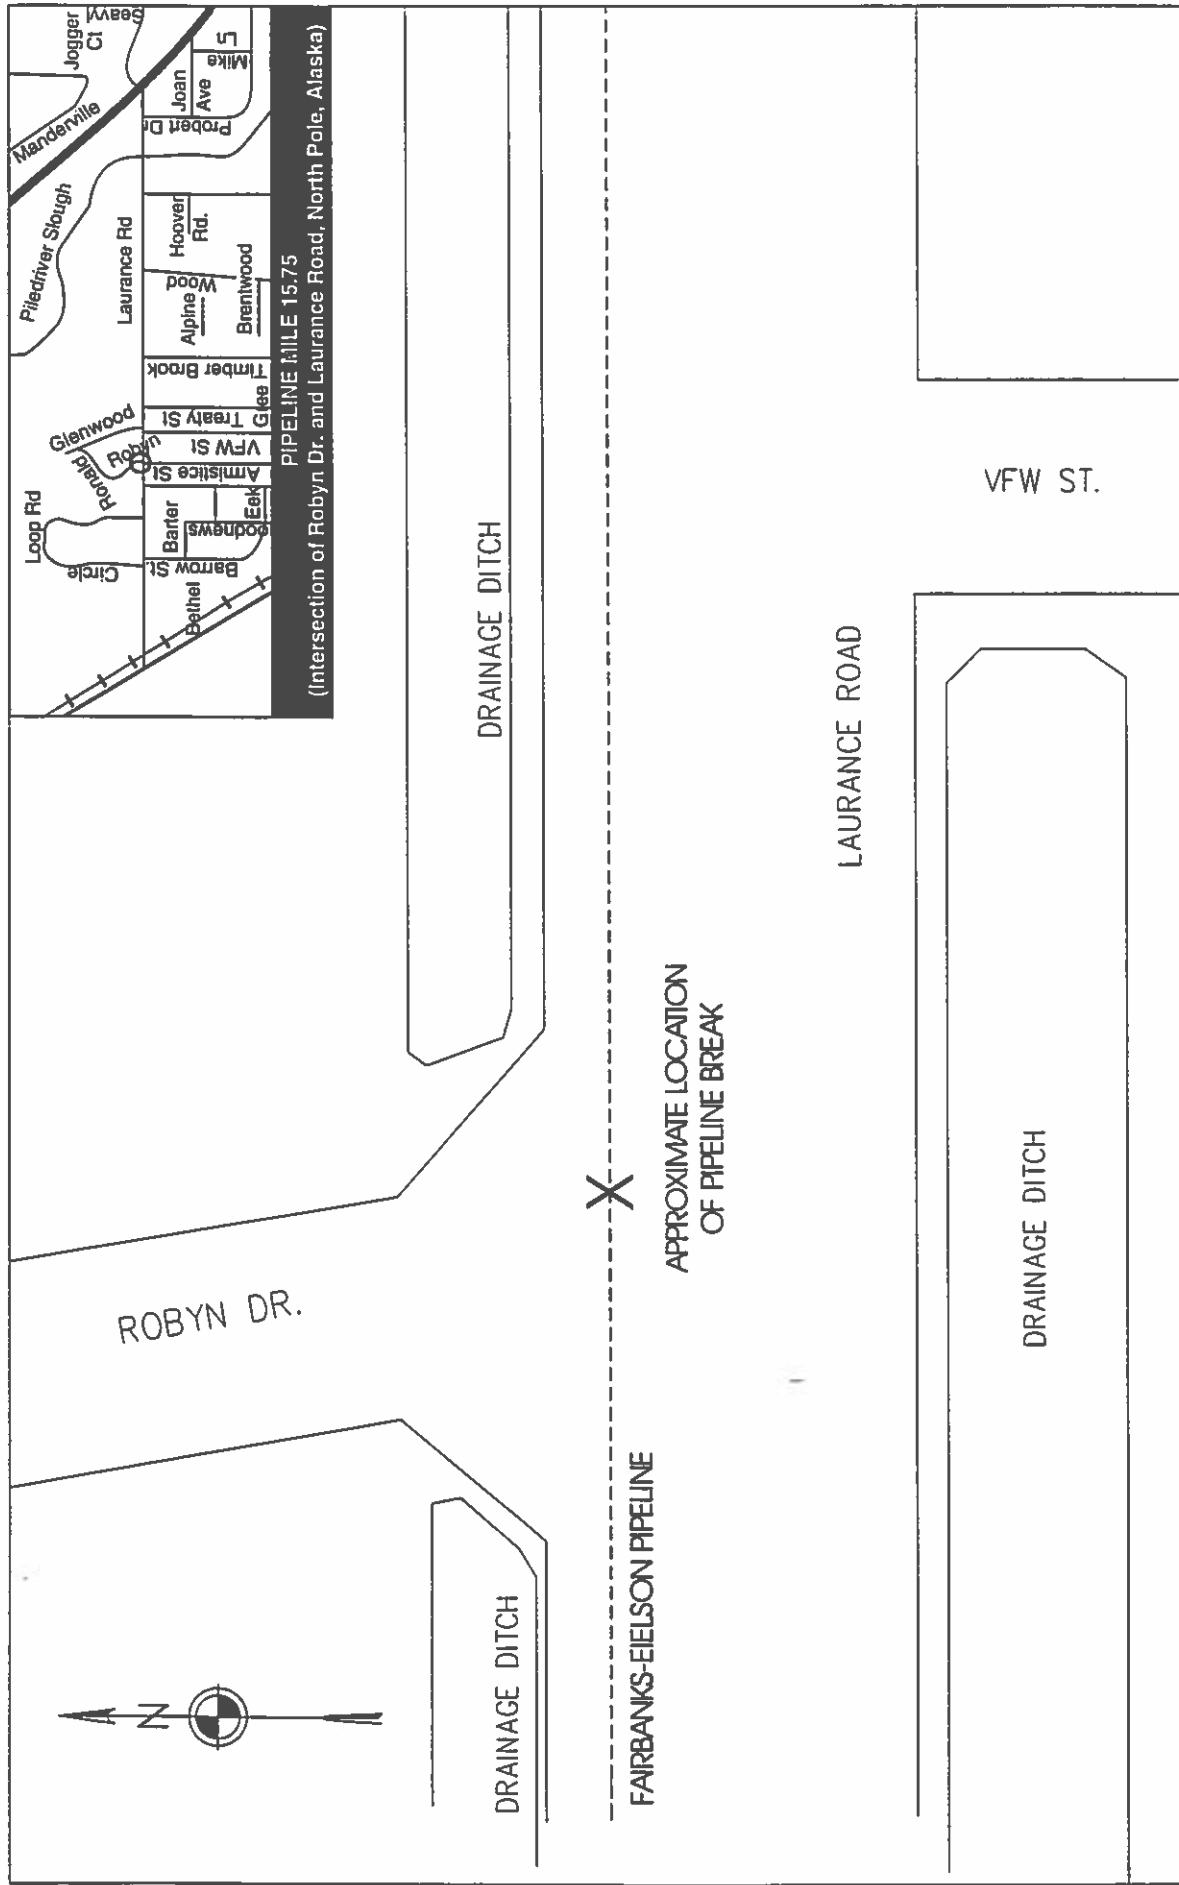 Jogger
Ct
Seavy
Manderville
Joan
Ave
Mike
Ln
Probert Dr
Piledriver Slough
Laurance Rd
Hoover
Rd.
Wood
Alpine
Brentwood
Timber Brook
Glee
Treaty St
VFW St
Armistice St
Glenwood
Robyn
Ronald
Loop Rd
Circle
Barter
Eek
oodnews
Barrow St.
Bethel
PIPELINE MILE 15.75
(Intersection of Robyn Dr. and Laurance Road, North Pole, Alaska)
N
ROBYN DR.
DRAINAGE DITCH
DRAINAGE DITCH
FAIRBANKS-EIELSON PIPELINE
X
APPROXIMATE LOCATION
OF PIPELINE BREAK
LAURANCE ROAD
VFW ST.
DRAINAGE DITCH